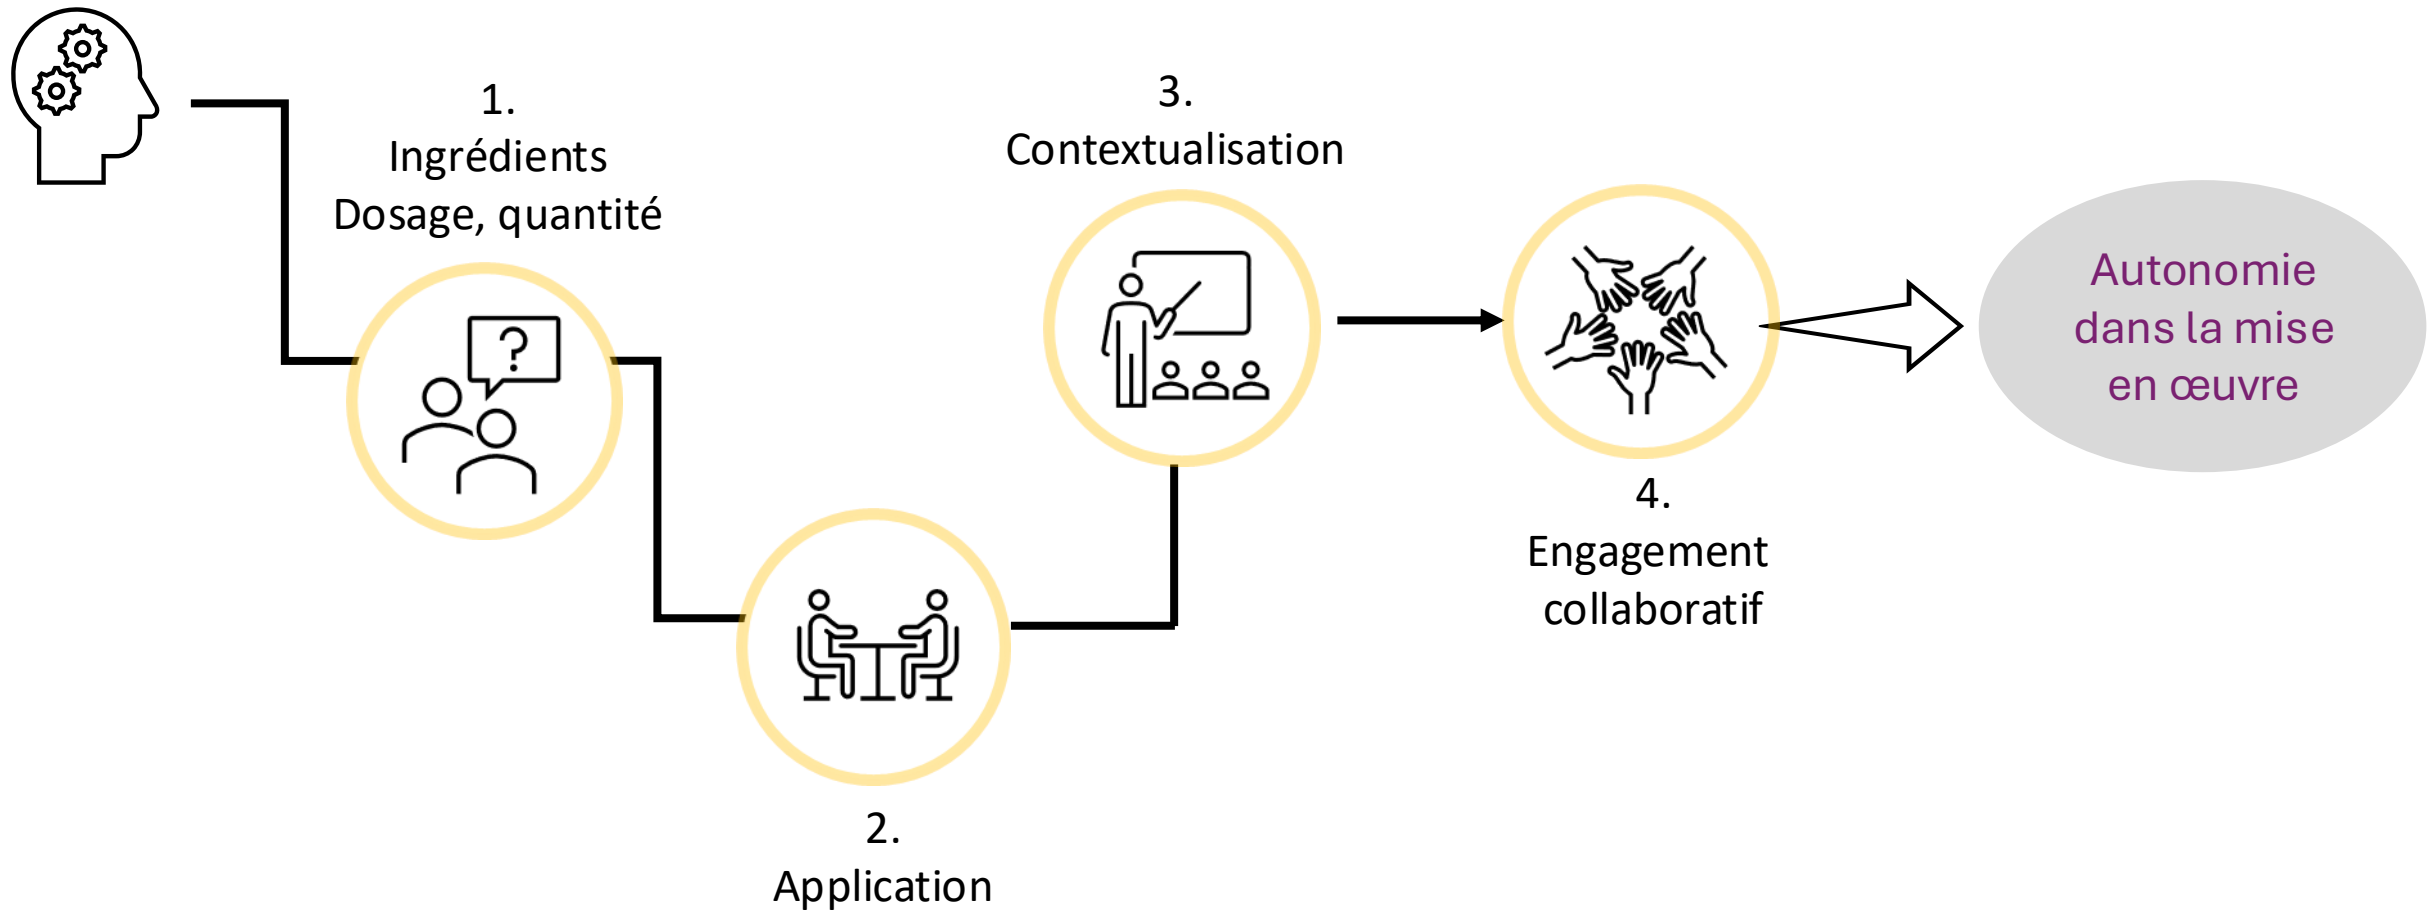 1.
Ingrédients
Dosage, quantité
?
2.
Application
3.
Contextualisation
4.
Engagement
collaboratif
Autonomie
dans la mise
en œuvre